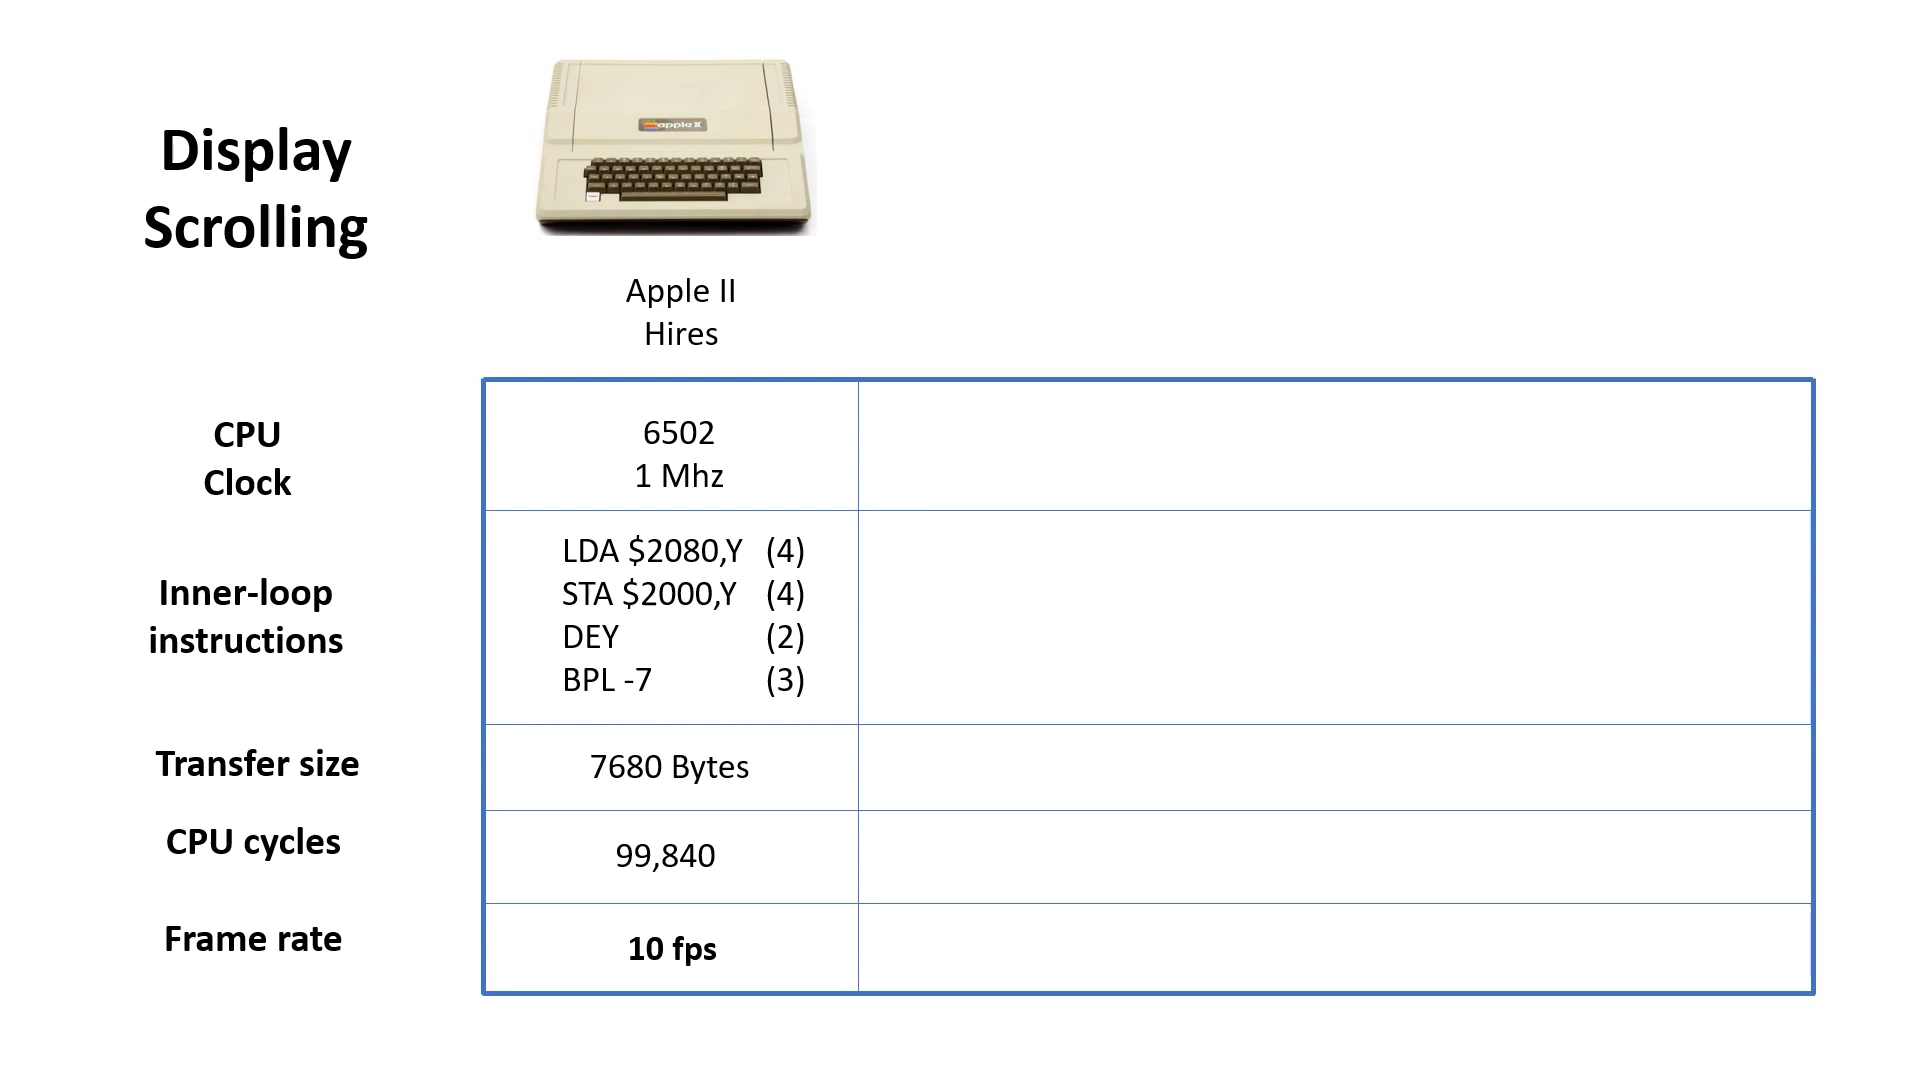 Display
Scrolling
apple II
Apple II
Hires
CPU
Clock
6502
1 Mhz
Inner-loop
instructions
LDA $2080,Y (4)
STA $2000,Y (4)
DEY (2)
BPL -7 (3)
Transfer size
7680 Bytes
CPU cycles
99,840
Frame rate
10 fps